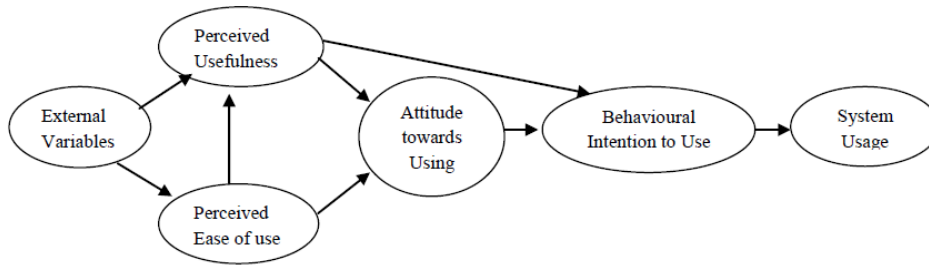 Perceived
Usefulness
External
Variables
Perceived
Ease of use
Attitude
towards
Using
Behavioural
Intention to Use
System
Usage